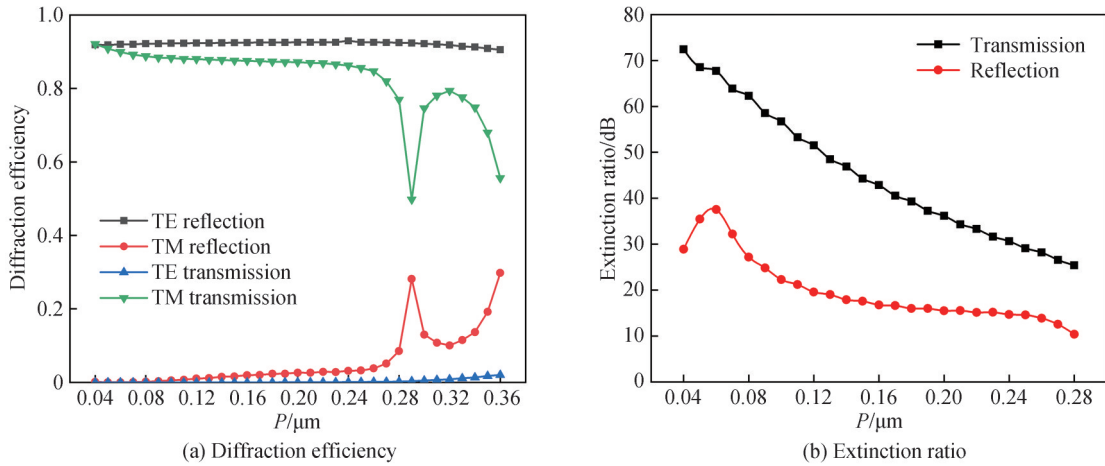 1.0
0.8
0.6
0.4
0.2
0
Diffraction efficiency
TE reflection
TM reflection
TE transmission
TM transmission
0.04 0.08 0.12 0.16 0.20 0.24 0.28 0.32 0.36
P/μm
(a) Diffraction efficiency
80
70
60
50
40
30
20
10
0
Extinction ratio/dB
Transmission
Reflection
0.04 0.08 0.12 0.16 0.20 0.24 0.28
P/μm
(b) Extinction ratio